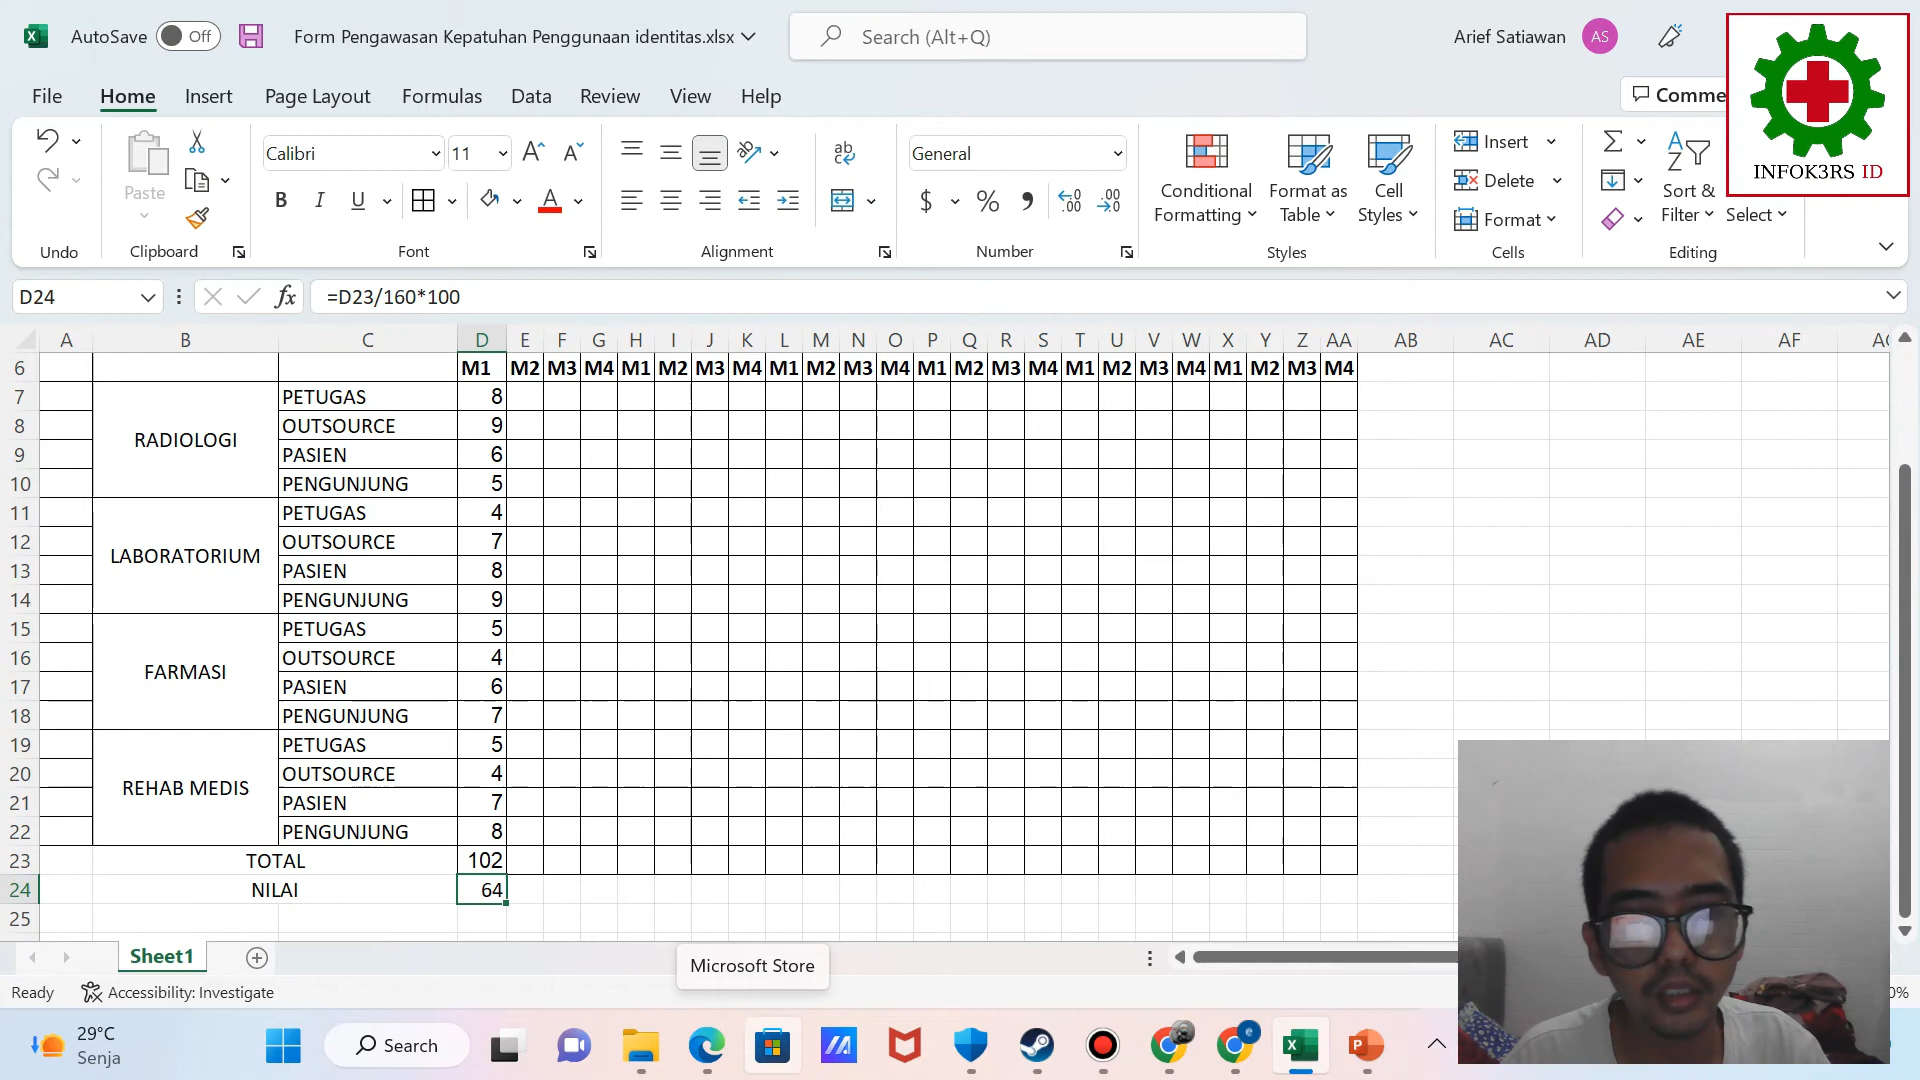 AutoSave Off Form Pengawasan Kepatuhan Penggunaan identitas.xlsx Search (Alt+Q) Arief Satiawan AS
File Home Insert Page Layout Formulas Data Review View Help
INFOK3RS ID
Paste
Calibri 11
General
Conditional Formatting
Format as Table
Cell Styles
Insert
Delete
Format
Sort & Filter
Select
Undo Clipboard Font Alignment Number Styles Cells Editing
D24 =D23/160*100
A B C D E F G H I J K L M N O P Q R S T U V W X Y Z AA AB AC AD AE AF
6 M1 M2 M3 M4 M1 M2 M3 M4 M1 M2 M3 M4 M1 M2 M3 M4 M1 M2 M3 M4 M1 M2 M3 M4
7 PETUGAS 8
8 OUTSOURCE 9
RADIOLOGI
9 PASIEN 6
10 PENGUNJUNG 5
11 PETUGAS 4
12 OUTSOURCE 7
LABORATORIUM
13 PASIEN 8
14 PENGUNJUNG 9
15 PETUGAS 5
16 OUTSOURCE 4
FARMASI
17 PASIEN 6
18 PENGUNJUNG 7
19 PETUGAS 5
20 OUTSOURCE 4
REHAB MEDIS
21 PASIEN 7
22 PENGUNJUNG 8
23 TOTAL 102
24 NILAI 64
25
Sheet1
Microsoft Store
Ready Accessibility: Investigate
29°C
Senja
Search